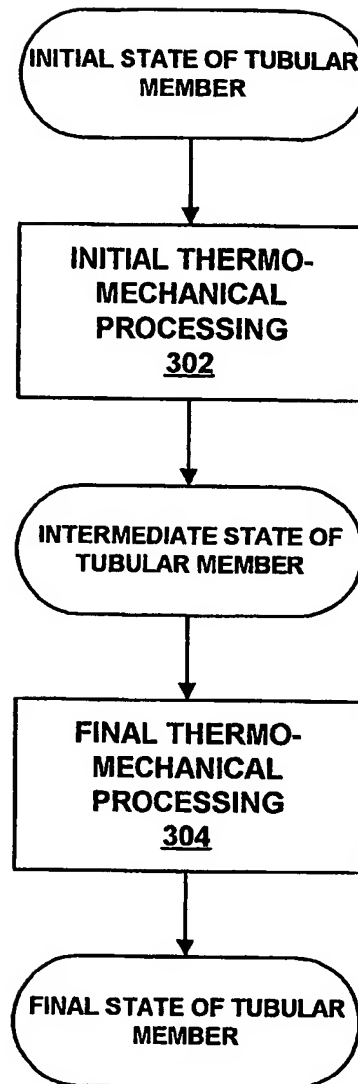 INITIAL STATE OF TUBULAR
MEMBER
INITIAL THERMO-
MECHANICAL
PROCESSING
302
INTERMEDIATE STATE OF
TUBULAR MEMBER
FINAL THERMO-
MECHANICAL
PROCESSING
304
FINAL STATE OF TUBULAR
MEMBER